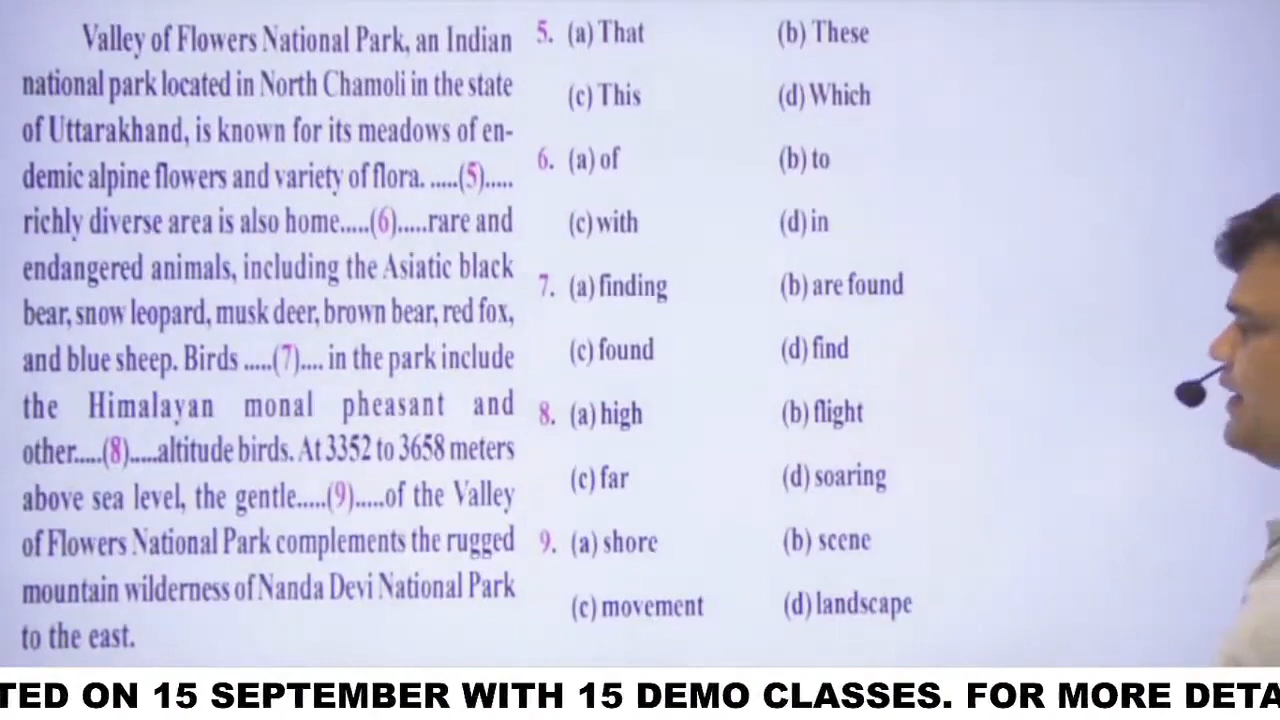 Valley of Flowers National Park, an Indian
national park located in North Chamoli in the state
of Uttarakhand, is known for its meadows of en-
demic alpine flowers and variety of flora. .....(5).....
richly diverse area is also home.....(6).....rare and
endangered animals, including the Asiatic black
bear, snow leopard, musk deer, brown bear, red fox,
and blue sheep. Birds .....(7).... in the park include
the Himalayan monal pheasant and
other.....(8).....altitude birds. At 3352 to 3658 meters
above sea level, the gentle.....(9).....of the Valley
of Flowers National Park complements the rugged
mountain wilderness of Nanda Devi National Park
to the east.
5. (a) That (b) These
(c) This (d) Which
6. (a) of (b) to
(c) with (d) in
7. (a) finding (b) are found
(c) found (d) find
8. (a) high (b) flight
(c) far (d) soaring
9. (a) shore (b) scene
(c) movement (d) landscape
TED ON 15 SEPTEMBER WITH 15 DEMO CLASSES. FOR MORE DETA